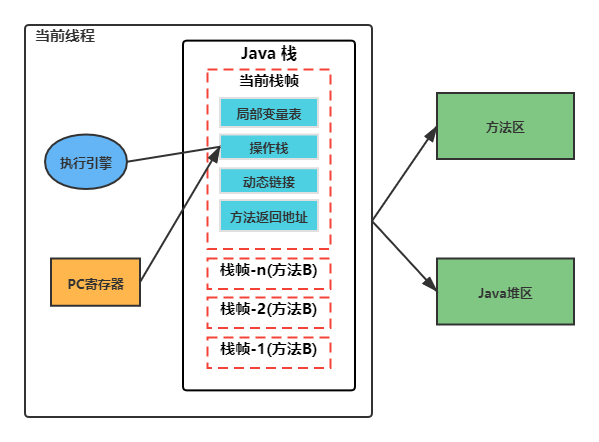 当前线程
Java 栈
当前栈帧
局部变量表
操作栈
动态链接
方法返回地址
执行引擎
PC寄存器
栈帧-n(方法B)
栈帧-2(方法B)
栈帧-1(方法B)
方法区
Java堆区